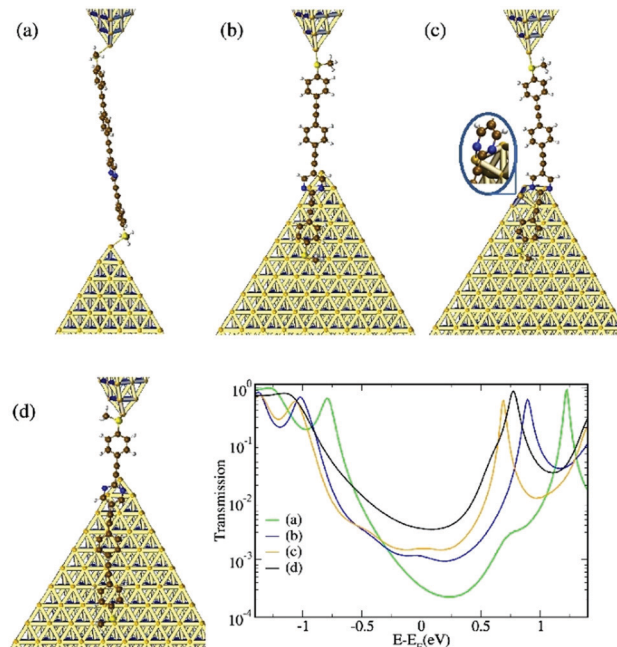 (a)
(b)
(c)
(d)
10^0
10^-1
10^-2
10^-3
10^-4
Transmission
(a)
(b)
(c)
(d)
-1
-0.5
0
0.5
1
E-E_F(eV)